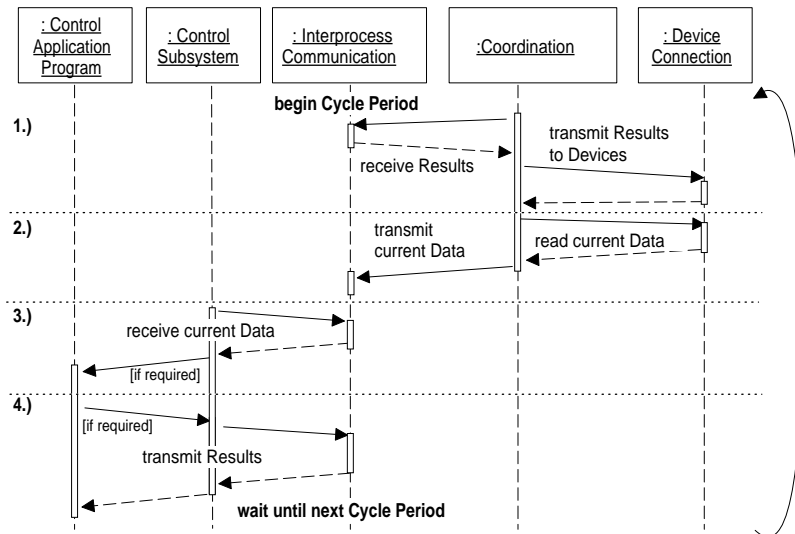 : Control
Application
Program
: Control
Subsystem
: Interprocess
Communication
:Coordination
: Device
Connection
begin Cycle Period
1.)
transmit Results
to Devices
receive Results
2.)
transmit
current Data
read current Data
3.)
receive current Data
[if required]
4.)
[if required]
transmit Results
wait until next Cycle Period